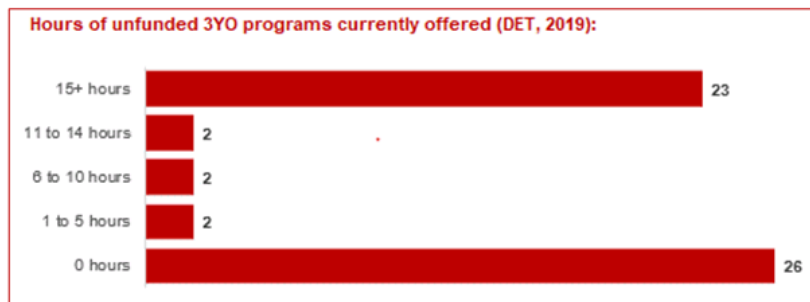 Hours of unfunded 3YO programs currently offered (DET, 2019):
15+ hours 23
11 to 14 hours 2
6 to 10 hours 2
1 to 5 hours 2
0 hours 26